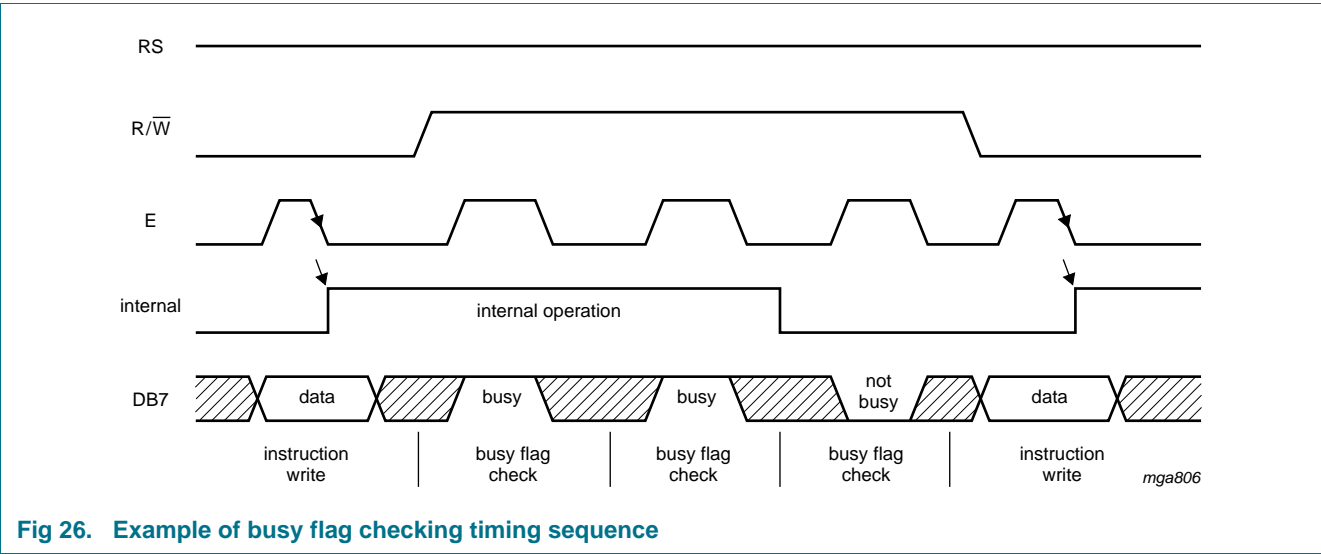 RS
R/W̅
E
internal
internal operation
DB7
data
busy
busy
not
busy
data
instruction
write
busy flag
check
busy flag
check
busy flag
check
instruction
write
mga806
Fig 26. Example of busy flag checking timing sequence